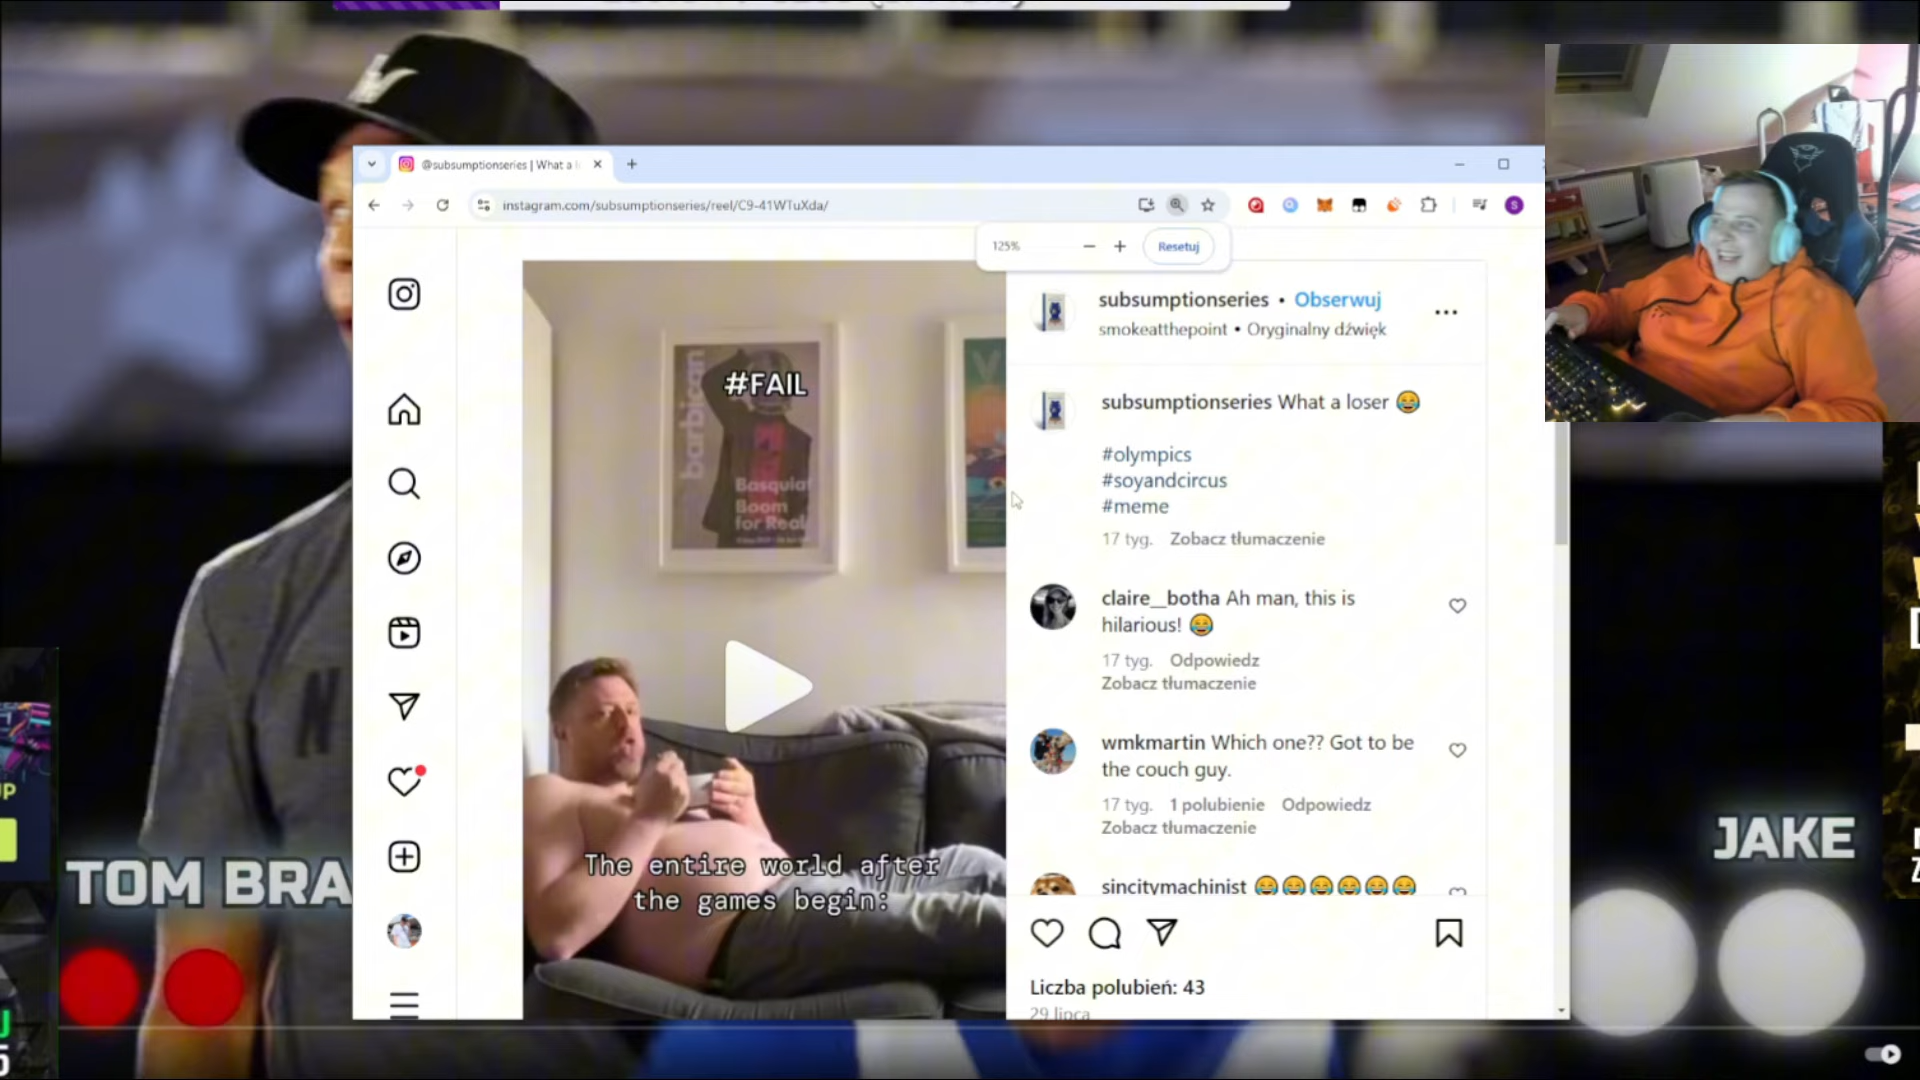 @subsumptionseries | What a l
instagram.com/subsumptionseries/reel/C9-41WTuXda/
S
125%
Resetuj
subsumptionseries • Obserwuj
smokeatthepoint • Oryginalny dźwięk
#FAIL
barbican
Basquiat
Boom
for Real
subsumptionseries What a loser 😂
#olympics
#soyandcircus
#meme
17 tyg. Zobacz tłumaczenie
claire__botha Ah man, this is
hilarious! 😂
17 tyg. Odpowiedz
Zobacz tłumaczenie
wmkmartin Which one?? Got to be
the couch guy.
17 tyg. 1 polubienie Odpowiedz
Zobacz tłumaczenie
sincitymachinist 😂😂😂😂😂😂
The entire world after
the games begin:
Liczba polubień: 43
29 lipca
TOM BRA
JAKE
N